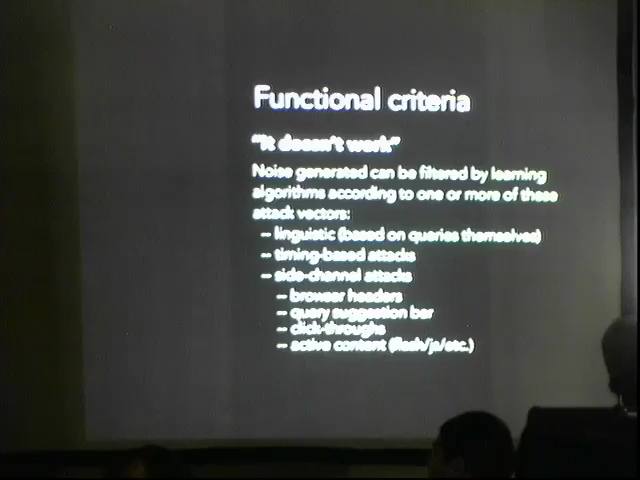 Functional criteria
"It doesn't work"
Noise generated can be filtered by learning
algorithms according to one or more of these
attack vectors:
– linguistic (based on queries themselves)
– timing-based attacks
– side-channel attacks
– browser headers
– query suggestion bar
– click-throughs
– active content (flash/js/etc.)